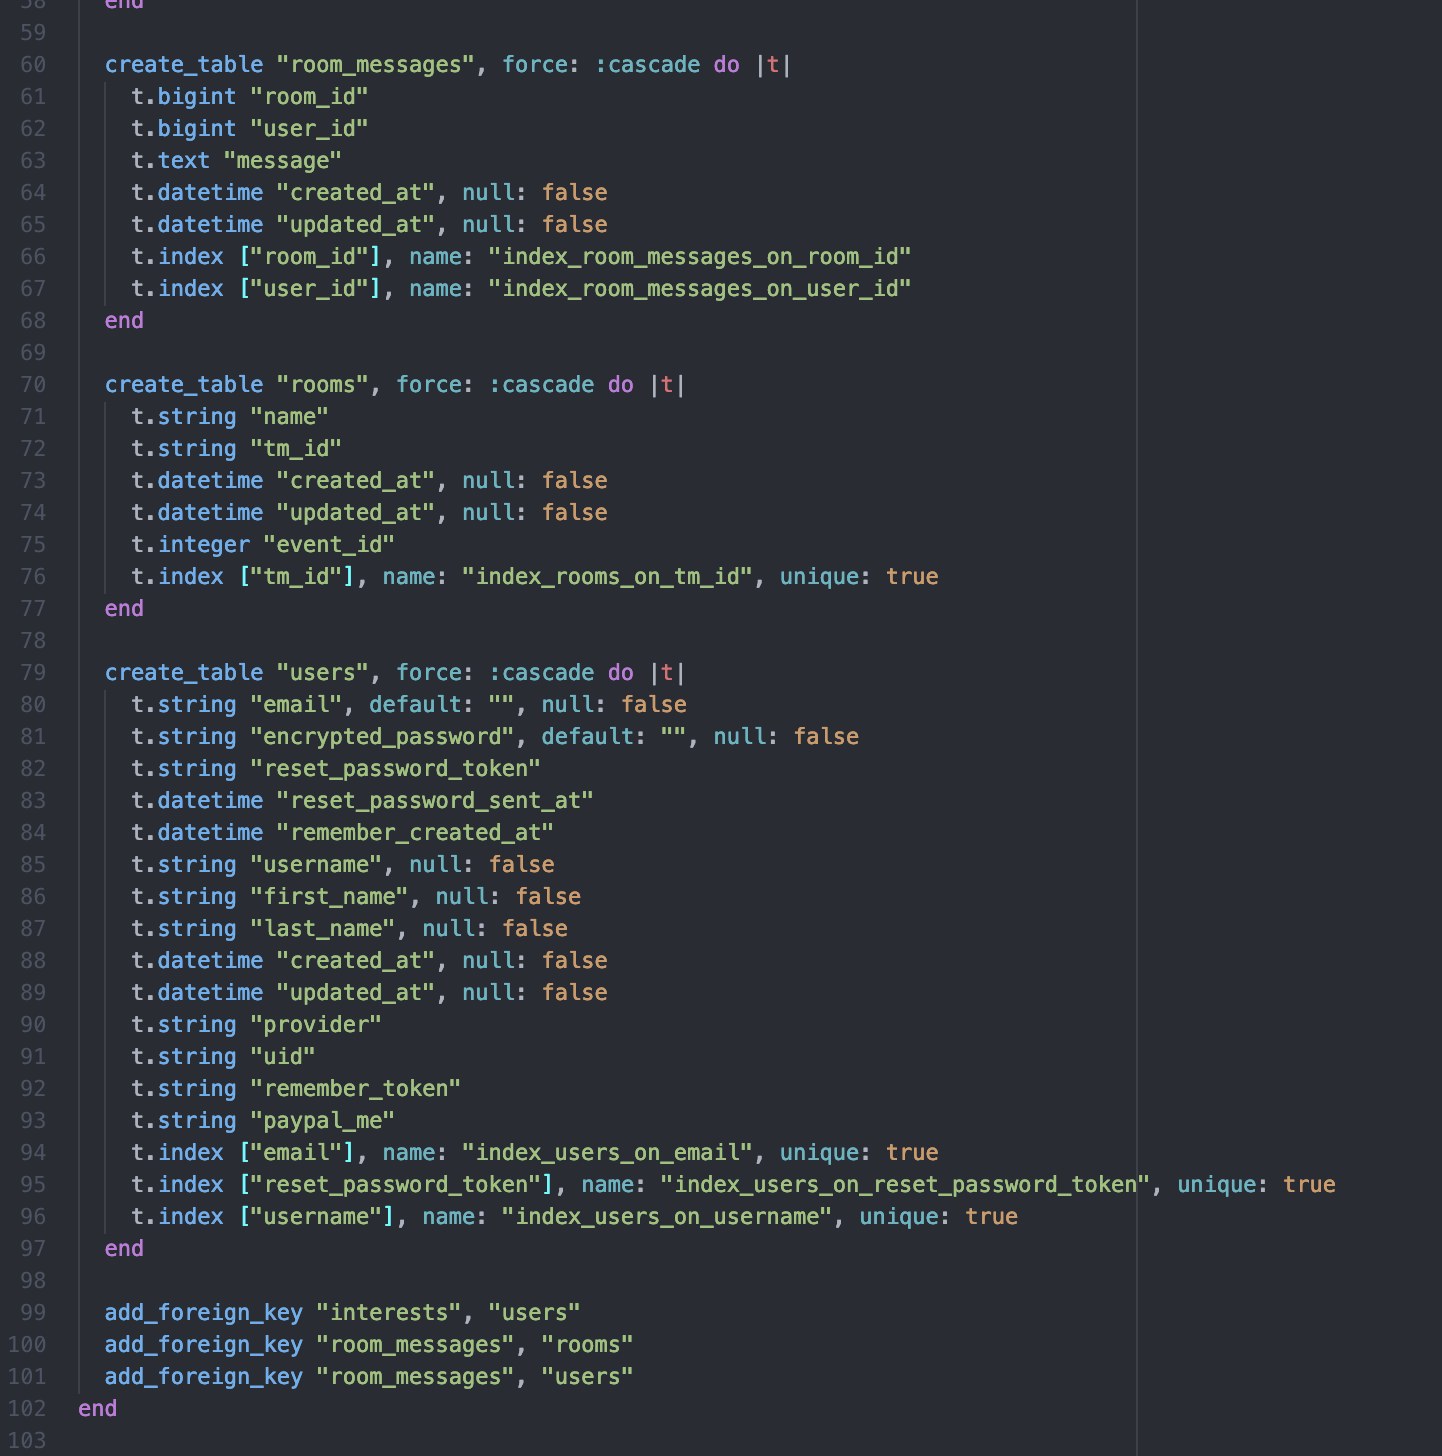 58 end
59
60 create_table "room_messages", force: :cascade do |t|
61 t.bigint "room_id"
62 t.bigint "user_id"
63 t.text "message"
64 t.datetime "created_at", null: false
65 t.datetime "updated_at", null: false
66 t.index ["room_id"], name: "index_room_messages_on_room_id"
67 t.index ["user_id"], name: "index_room_messages_on_user_id"
68 end
69
70 create_table "rooms", force: :cascade do |t|
71 t.string "name"
72 t.string "tm_id"
73 t.datetime "created_at", null: false
74 t.datetime "updated_at", null: false
75 t.integer "event_id"
76 t.index ["tm_id"], name: "index_rooms_on_tm_id", unique: true
77 end
78
79 create_table "users", force: :cascade do |t|
80 t.string "email", default: "", null: false
81 t.string "encrypted_password", default: "", null: false
82 t.string "reset_password_token"
83 t.datetime "reset_password_sent_at"
84 t.datetime "remember_created_at"
85 t.string "username", null: false
86 t.string "first_name", null: false
87 t.string "last_name", null: false
88 t.datetime "created_at", null: false
89 t.datetime "updated_at", null: false
90 t.string "provider"
91 t.string "uid"
92 t.string "remember_token"
93 t.string "paypal_me"
94 t.index ["email"], name: "index_users_on_email", unique: true
95 t.index ["reset_password_token"], name: "index_users_on_reset_password_token", unique: true
96 t.index ["username"], name: "index_users_on_username", unique: true
97 end
98
99 add_foreign_key "interests", "users"
100 add_foreign_key "room_messages", "rooms"
101 add_foreign_key "room_messages", "users"
102 end
103